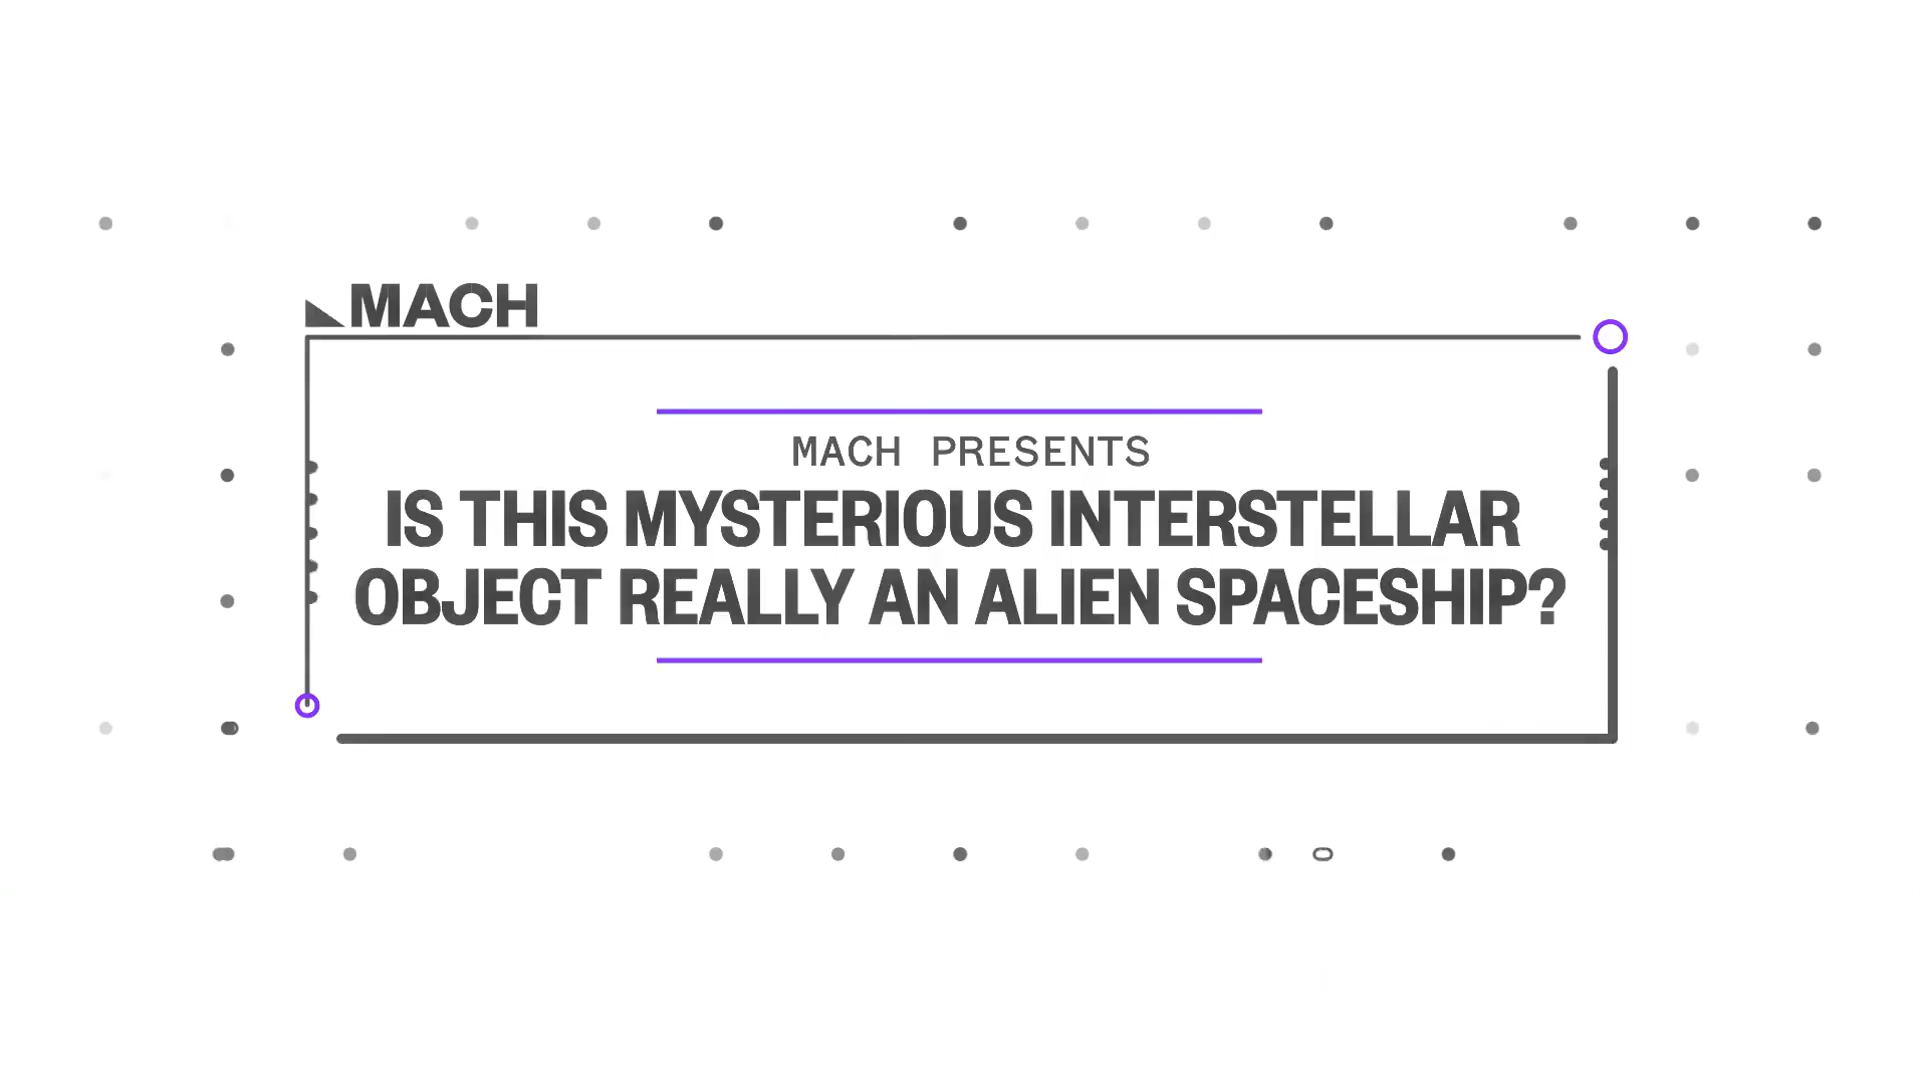 MACH
MACH PRESENTS
IS THIS MYSTERIOUS INTERSTELLAR
OBJECT REALLY AN ALIEN SPACESHIP?